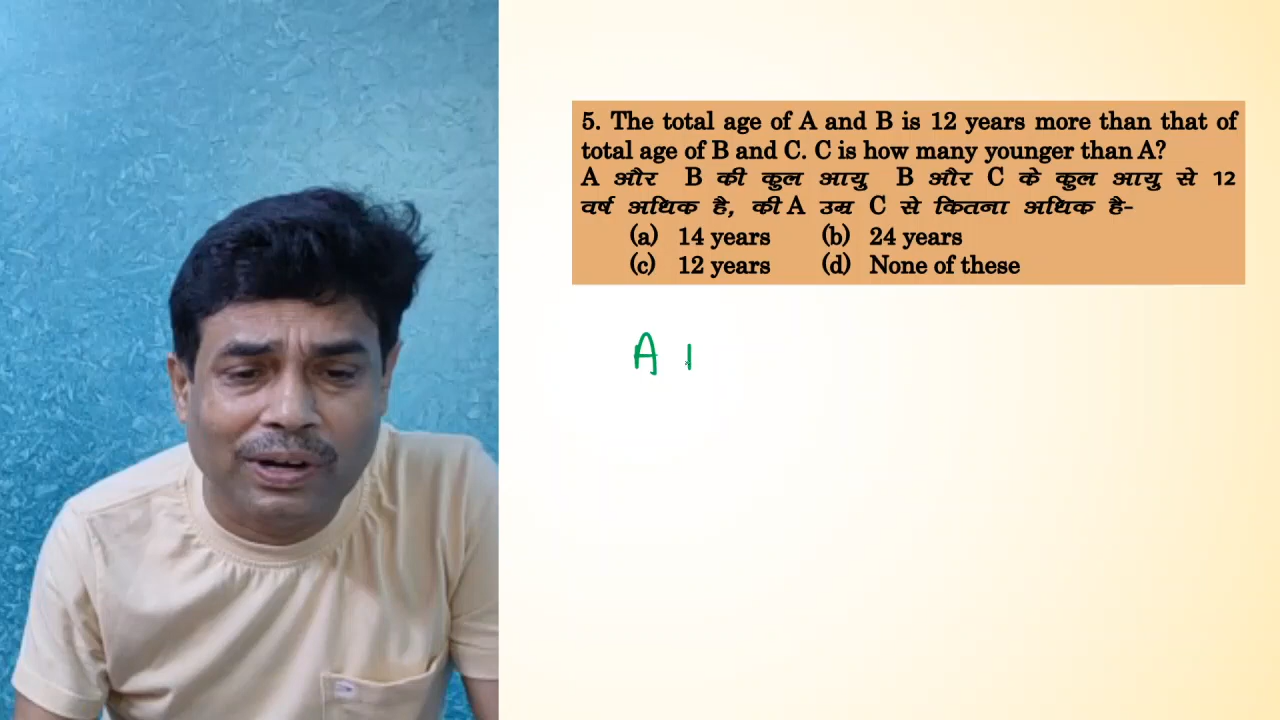 5. The total age of A and B is 12 years more than that of
total age of B and C. C is how many younger than A?
A और B की कुल आयु B और C के कुल आयु से 12
वर्ष अधिक है, की A उम्र C से कितना अधिक है-
(a) 14 years (b) 24 years
(c) 12 years (d) None of these
A